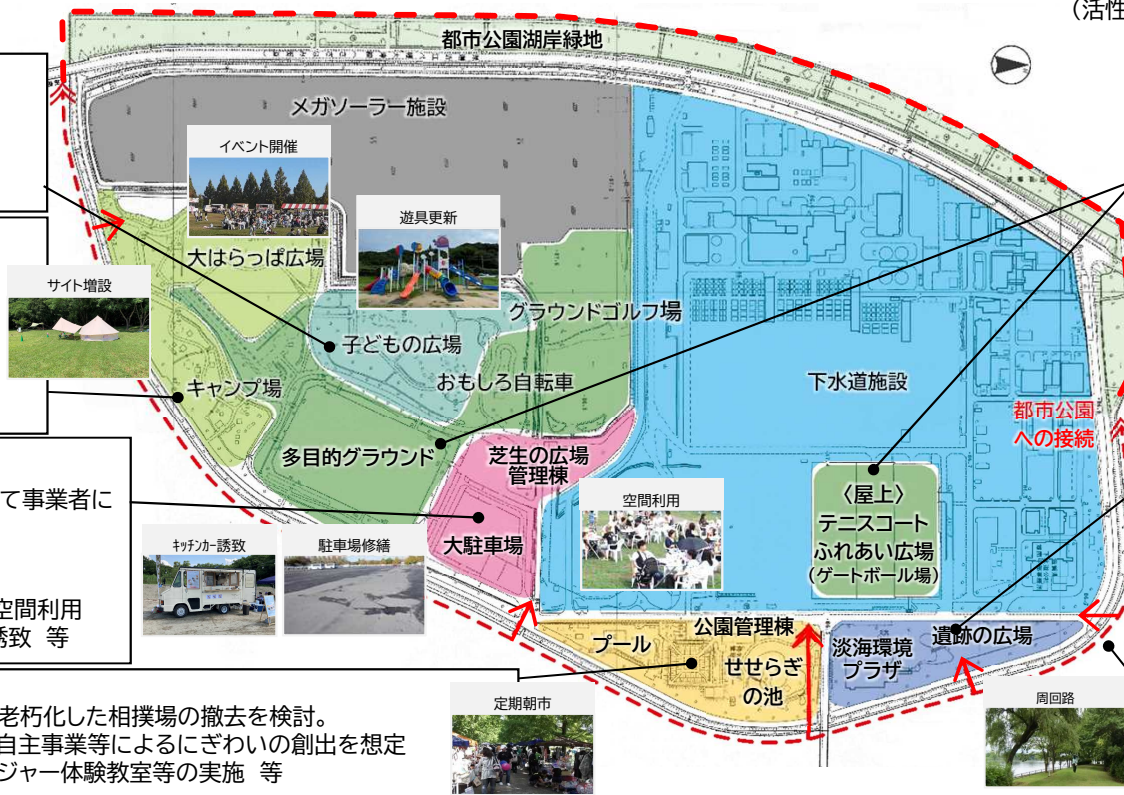 （活性
都市公園湖岸緑地
メガソーラー施設
イベント開催
遊具更新
大はらっぱ広場
サイト増設
グラウンドゴルフ場
子どもの広場
おもしろ自転車
キャンプ場
下水道施設
都市公園
への接続
多目的グラウンド
芝生の広場
管理棟
〈屋上〉
テニスコート
ふれあい広場
(ゲートボール場)
空間利用
て事業者に
大駐車場
キッチンカー誘致
駐車場修繕
空間利用
誘致 等
プール
公園管理棟
せせらぎ
の池
淡海環境
プラザ
遺跡の広場
定期朝市
周回路
老朽化した相撲場の撤去を検討。
自主事業等によるにぎわいの創出を想定
ジャー体験教室等の実施 等